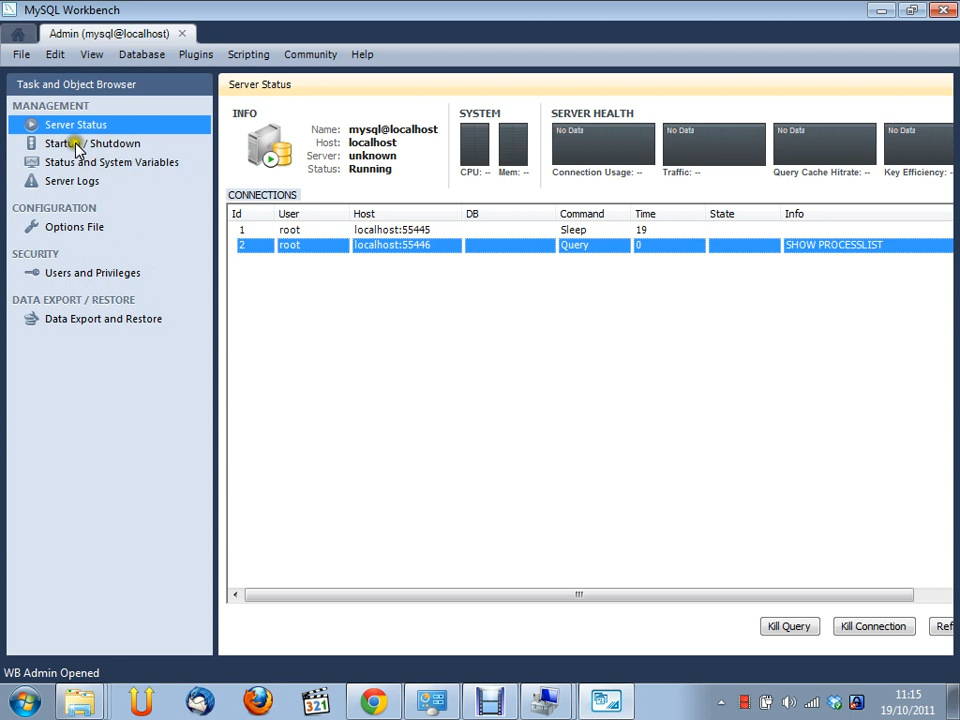 MySQL Workbench
Admin (mysql@localhost)
File Edit View Database Plugins Scripting Community Help
Task and Object Browser
MANAGEMENT
Server Status
Startup / Shutdown
Status and System Variables
Server Logs
CONFIGURATION
Options File
SECURITY
Users and Privileges
DATA EXPORT / RESTORE
Data Export and Restore
Server Status
INFO
Name: mysql@localhost
Host: localhost
Server: unknown
Status: Running
SYSTEM
CPU: -- Mem: --
SERVER HEALTH
No Data No Data No Data No Data
Connection Usage: -- Traffic: -- Query Cache Hitrate: -- Key Efficiency: -
CONNECTIONS
Id User Host DB Command Time State Info
1 root localhost:55445 Sleep 19
2 root localhost:55446 Query 0 SHOW PROCESSLIST
Kill Query Kill Connection Ref
WB Admin Opened
321
11:15
19/10/2011